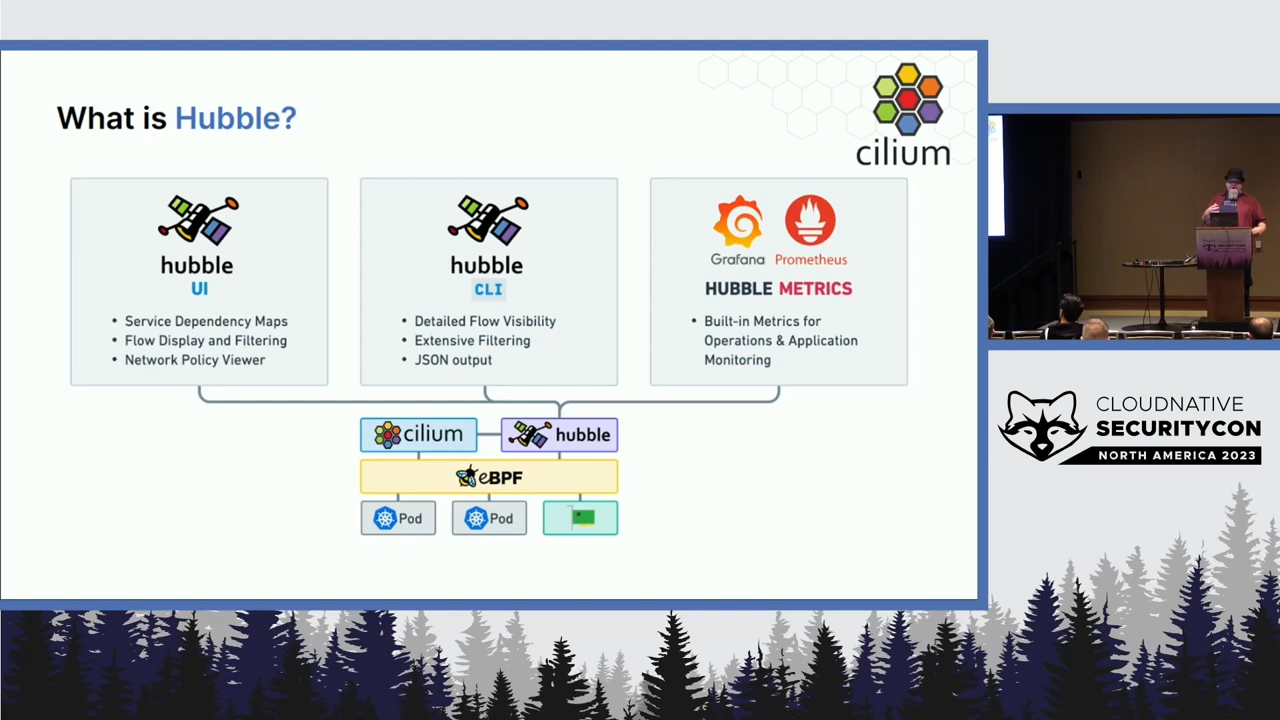 What is Hubble?
cilium
hubble
UI
• Service Dependency Maps
• Flow Display and Filtering
• Network Policy Viewer
hubble
CLI
• Detailed Flow Visibility
• Extensive Filtering
• JSON output
Grafana Prometheus
HUBBLE METRICS
• Built-in Metrics for
Operations & Application
Monitoring
cilium
hubble
eBPF
Pod
Pod
CLOUDNATIVE
SECURITYCON
NORTH AMERICA 2023